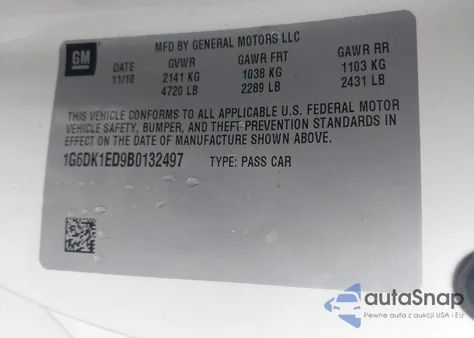 GM
MFD BY GENERAL MOTORS LLC
DATE GVWR GAWR FRT GAWR RR
11/10 2141 KG 1038 KG 1103 KG
4720 LB 2289 LB 2431 LB
THIS VEHICLE CONFORMS TO ALL APPLICABLE U.S. FEDERAL MOTOR
VEHICLE SAFETY, BUMPER, AND THEFT PREVENTION STANDARDS IN
EFFECT ON THE DATE OF MANUFACTURE SHOWN ABOVE.
1G6DK1ED9B0132497 TYPE: PASS CAR
autaSnap
Pewne auta z aukcji USA i EU